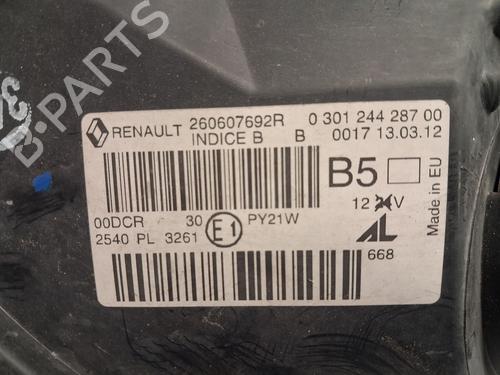 B-PARTS
RENAULT 260607692R 0 301 244 287 00
INDICE B B 0017 13.03.12
B5
12 V
Made in EU
00DCR 30 E1 PY21W
2540 PL 3261
AL
668